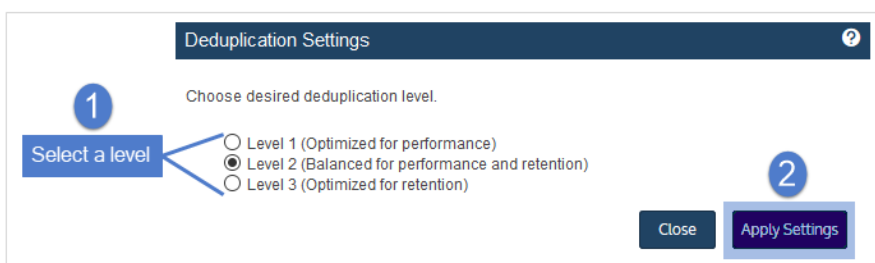 Deduplication Settings
?
Choose desired deduplication level.
1
Select a level
Level 1 (Optimized for performance)
Level 2 (Balanced for performance and retention)
Level 3 (Optimized for retention)
2
Close
Apply Settings